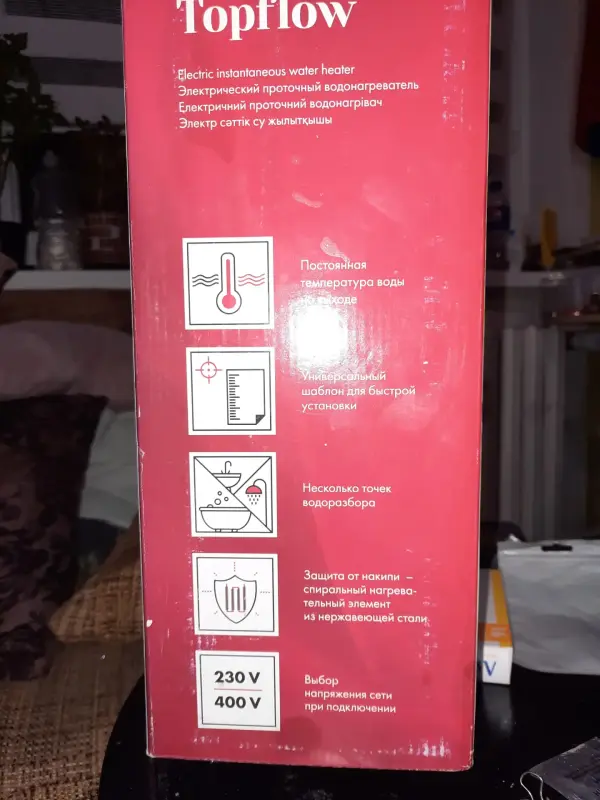 Topflow
Electric instantaneous water heater
Электрический проточный водонагреватель
Електричний проточний водонагрівач
Электр сәттік су жылытқышы
Постоянная
температура воды
на выходе
Универсальный
шаблон для быстрой
установки
Несколько точек
водоразбора
Защита от накипи –
спиральный нагрева-
тельный элемент
из нержавеющей стали
230 V
400 V
Выбор
напряжения сети
при подключении
V